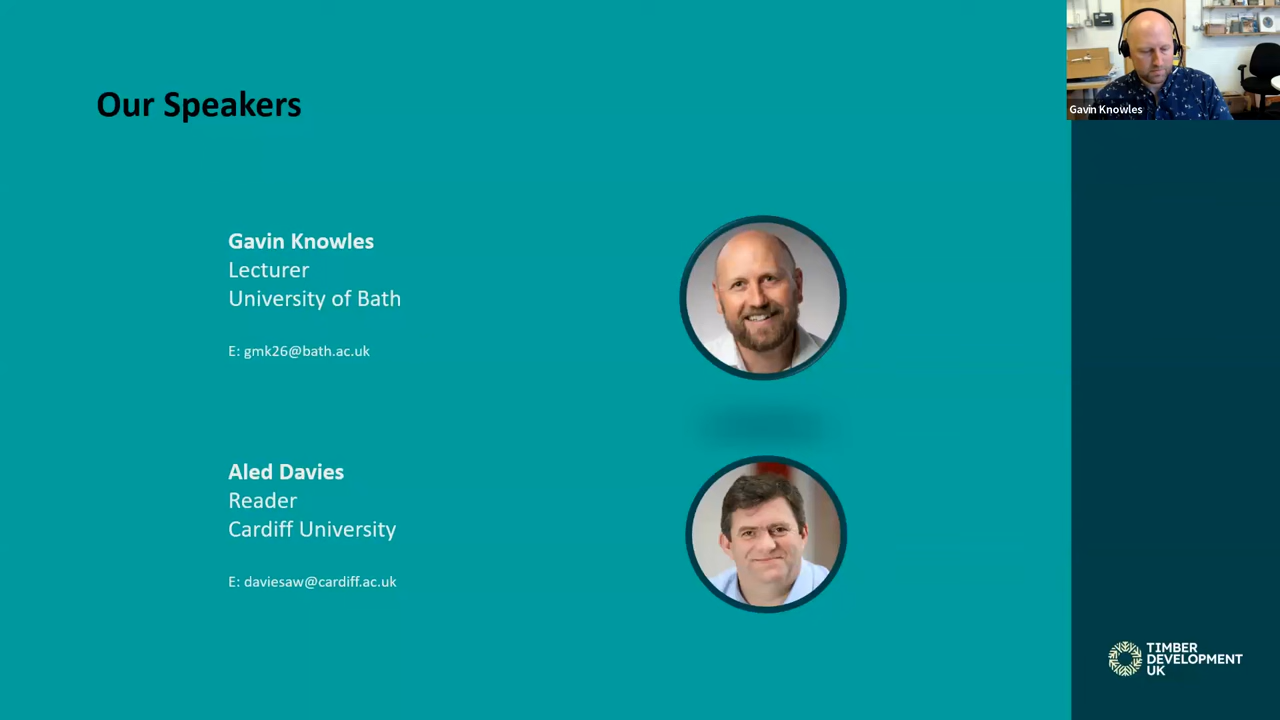 Our Speakers
Gavin Knowles
Lecturer
University of Bath
E: gmk26@bath.ac.uk
Aled Davies
Reader
Cardiff University
E: daviesaw@cardiff.ac.uk
Gavin Knowles
TIMBER
DEVELOPMENT
UK